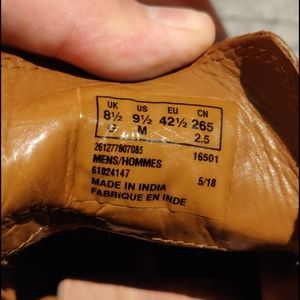 UK US EU CN
8½ 9½ 42½ 265
G M 2.5
261277807085 16501
MENS/HOMMES
61024147 5/18
MADE IN INDIA
FABRIQUÉ EN INDE